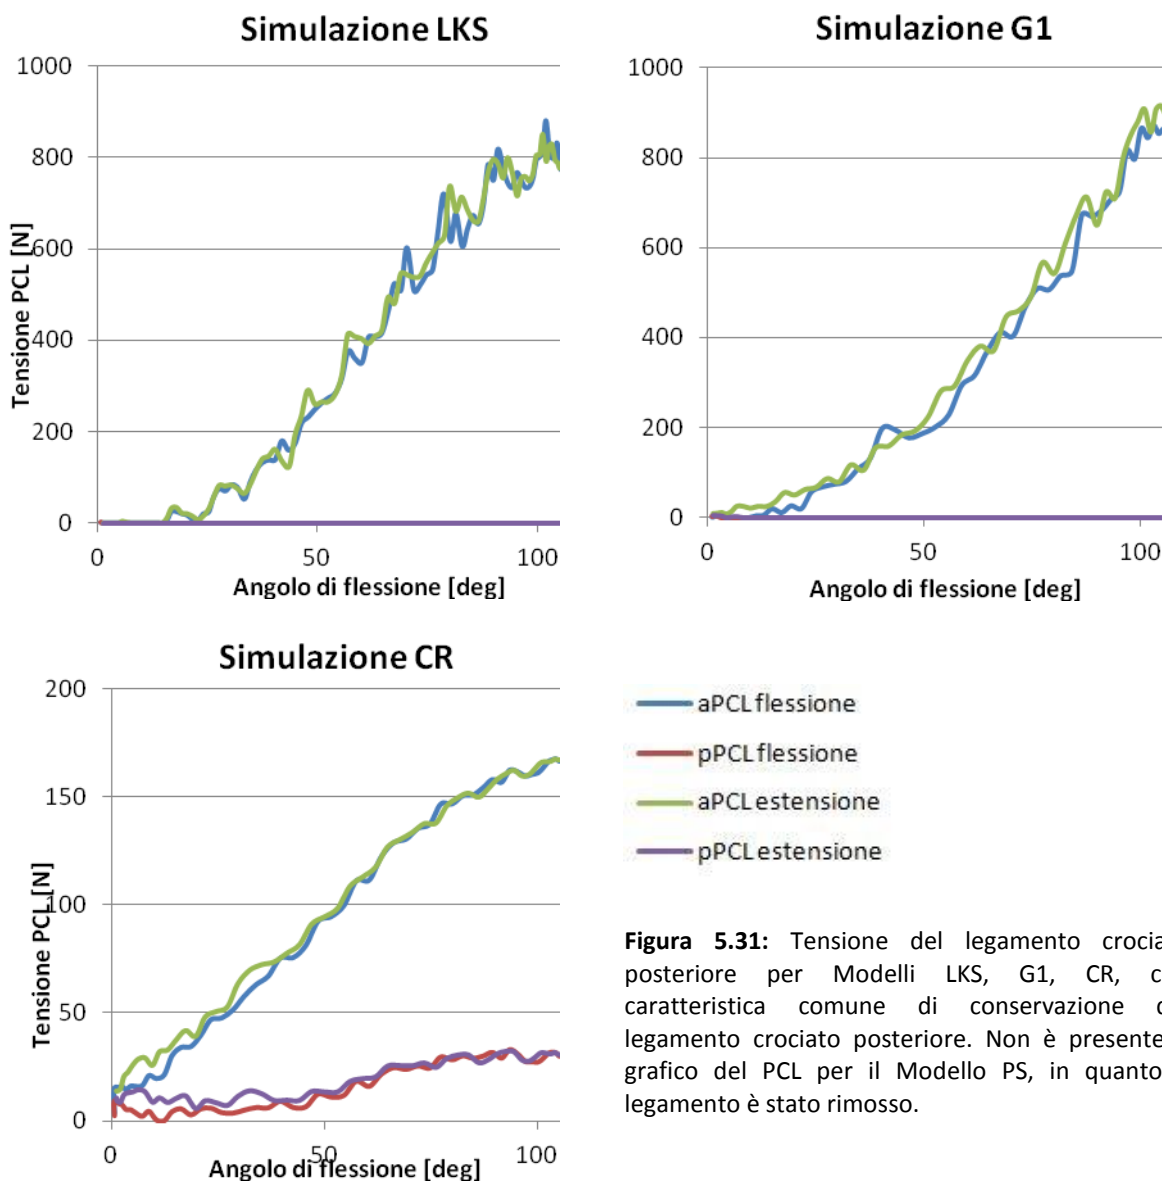 Simulazione LKS
1000
800
600
400
200
0
Tensione PCL [N]
0 50 100
Angolo di flessione [deg]
Simulazione G1
1000
800
600
400
200
0
0 50 100
Angolo di flessione [deg]
Simulazione CR
200
150
100
50
0
Tensione PCL [N]
0 50 100
Angolo di flessione [deg]
aPCL flessione
pPCL flessione
aPCL estensione
pPCL estensione
Figura 5.31: Tensione del legamento crocia
posteriore per Modelli LKS, G1, CR, c
caratteristica comune di conservazione d
legamento crociato posteriore. Non è presente
grafico del PCL per il Modello PS, in quanto
legamento è stato rimosso.